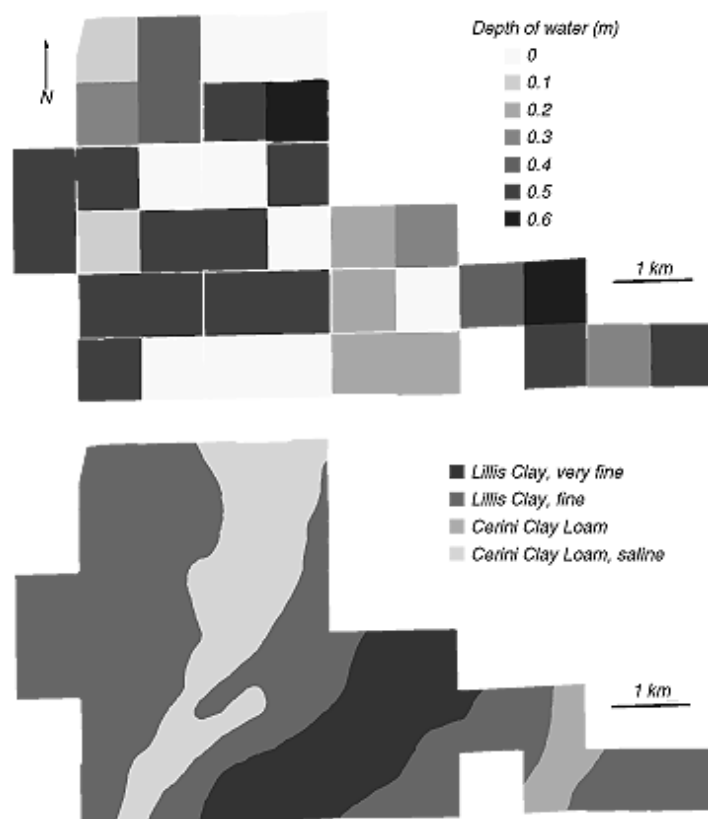 N
Depth of water (m)
0
0.1
0.2
0.3
0.4
0.5
0.6
1 km
Lillis Clay, very fine
Lillis Clay, fine
Cerini Clay Loam
Cerini Clay Loam, saline
1 km